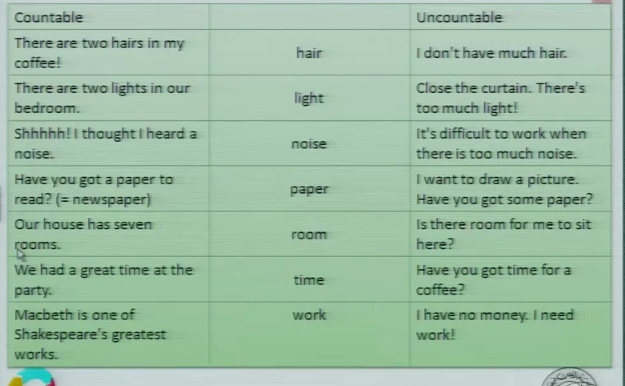 Countable Uncountable
There are two hairs in my
coffee!
hair
I don't have much hair.
There are two lights in our
bedroom.
light
Close the curtain. There's
too much light!
Shhhhh! I thought I heard a
noise.
noise
It's difficult to work when
there is too much noise.
Have you got a paper to
read? (= newspaper)
paper
I want to draw a picture.
Have you got some paper?
Our house has seven
rooms.
room
Is there room for me to sit
here?
We had a great time at the
party.
time
Have you got time for a
coffee?
Macbeth is one of
Shakespeare's greatest
works.
work
I have no money. I need
work!